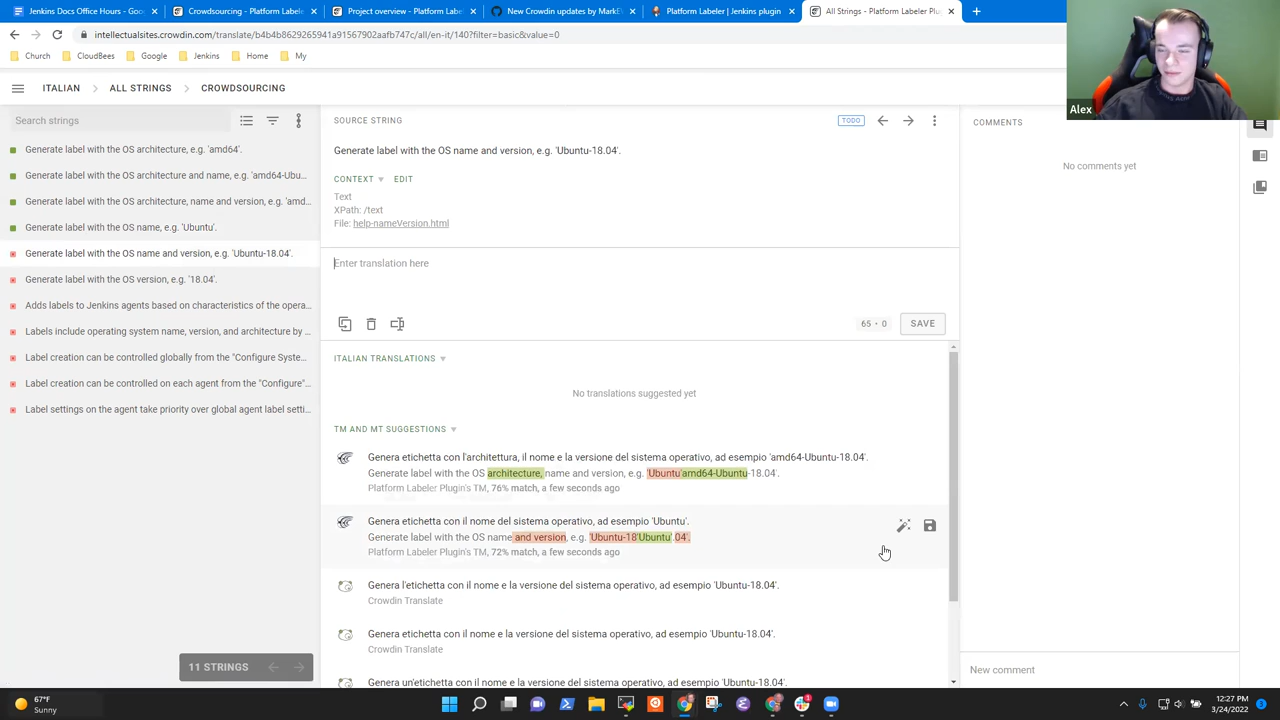 Jenkins Docs Office Hours - Goo
Crowdsourcing - Platform Labele
Project overview - Platform Labe
New Crowdin updates by MarkEW
Platform Labeler | Jenkins plugin
All Strings - Platform Labeler Plu
intellectualsites.crowdin.com/translate/b4b4b8629265941a91567902aafb747c/all/en-it/140?filter=basic&value=0
Church
CloudBees
Google
Jenkins
Home
My
ITALIAN
ALL STRINGS
CROWDSOURCING
Alex
Search strings
Generate label with the OS architecture, e.g. 'amd64'.
Generate label with the OS architecture and name, e.g. 'amd64-Ubu...
Generate label with the OS architecture, name and version, e.g. 'amd...
Generate label with the OS name, e.g. 'Ubuntu'.
Generate label with the OS name and version, e.g. 'Ubuntu-18.04'.
Generate label with the OS version, e.g. '18.04'.
Adds labels to Jenkins agents based on characteristics of the opera...
Labels include operating system name, version, and architecture by ...
Label creation can be controlled globally from the "Configure Syste...
Label creation can be controlled on each agent from the "Configure"...
Label settings on the agent take priority over global agent label setti...
11 STRINGS
SOURCE STRING
TODO
Generate label with the OS name and version, e.g. 'Ubuntu-18.04'.
CONTEXT
EDIT
Text
XPath: /text
File: help-nameVersion.html
Enter translation here
65 • 0
SAVE
ITALIAN TRANSLATIONS
No translations suggested yet
TM AND MT SUGGESTIONS
Genera etichetta con l'architettura, il nome e la versione del sistema operativo, ad esempio 'amd64-Ubuntu-18.04'.
Generate label with the OS architecture, name and version, e.g. 'Ubuntu'amd64-Ubuntu-18.04'.
Platform Labeler Plugin's TM, 76% match, a few seconds ago
Genera etichetta con il nome del sistema operativo, ad esempio 'Ubuntu'.
Generate label with the OS name and version, e.g. 'Ubuntu-18'Ubuntu'.04'.
Platform Labeler Plugin's TM, 72% match, a few seconds ago
Genera l'etichetta con il nome e la versione del sistema operativo, ad esempio 'Ubuntu-18.04'.
Crowdin Translate
Genera etichetta con il nome e la versione del sistema operativo, ad esempio 'Ubuntu-18.04'.
Crowdin Translate
Genera un'etichetta con il nome e la versione del sistema operativo, ad esempio 'Ubuntu-18.04'.
COMMENTS
No comments yet
New comment
67°F
Sunny
12:27 PM
3/24/2022